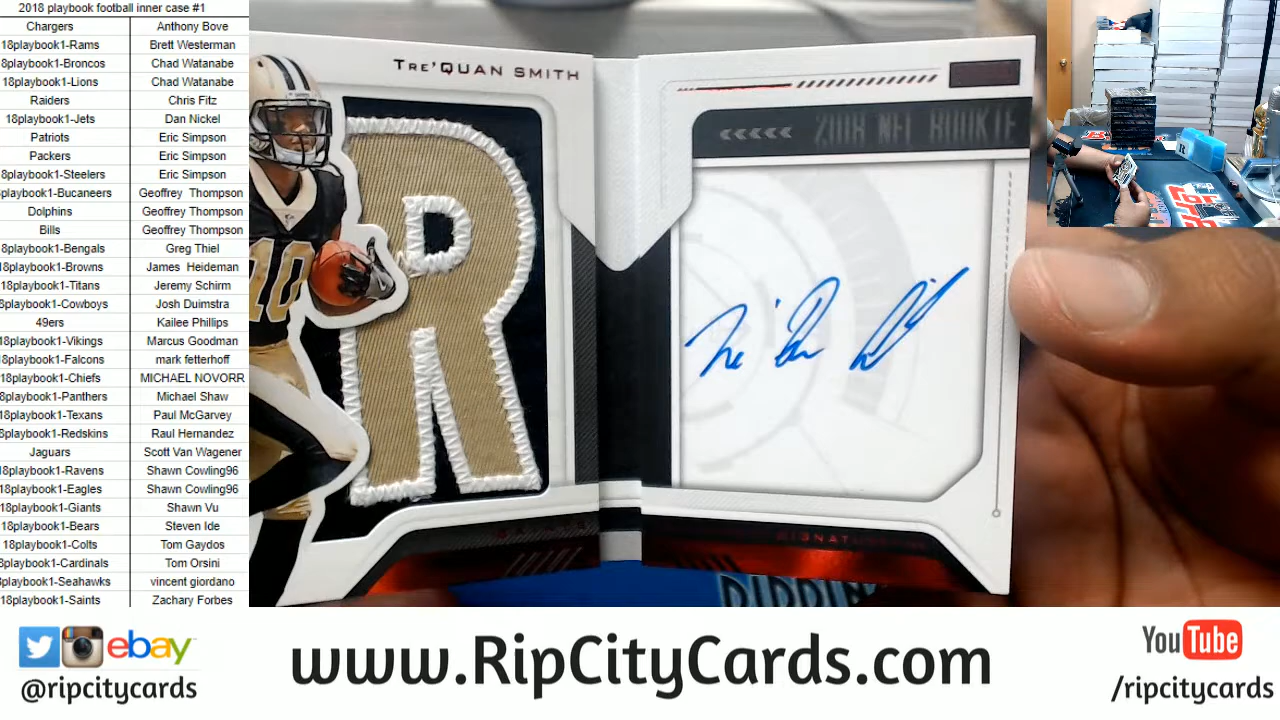 2018 playbook football inner case #1
Chargers Anthony Bove
18playbook1-Rams Brett Westerman
8playbook1-Broncos Chad Watanabe
18playbook1-Lions Chad Watanabe
Raiders Chris Fitz
18playbook1-Jets Dan Nickel
Patriots Eric Simpson
Packers Eric Simpson
8playbook1-Steelers Eric Simpson
playbook1-Bucaneers Geoffrey Thompson
Dolphins Geoffrey Thompson
Bills Geoffrey Thompson
8playbook1-Bengals Greg Thiel
8playbook1-Browns James Heideman
18playbook1-Titans Jeremy Schirm
8playbook1-Cowboys Josh Duimstra
49ers Kailee Phillips
18playbook1-Vikings Marcus Goodman
18playbook1-Falcons mark fetterhoff
18playbook1-Chiefs MICHAEL NOVORR
8playbook1-Panthers Michael Shaw
18playbook1-Texans Paul McGarvey
8playbook1-Redskins Raul Hernandez
Jaguars Scott Van Wagener
8playbook1-Ravens Shawn Cowling96
18playbook1-Eagles Shawn Cowling96
18playbook1-Giants Shawn Vu
18playbook1-Bears Steven Ide
18playbook1-Colts Tom Gaydos
8playbook1-Cardinals Tom Orsini
playbook1-Seahawks vincent giordano
18playbook1-Saints Zachary Forbes
TRE'QUAN SMITH
R
10
2018 NFL ROOKIE
SIGNATURE
ebay
@ripcitycards
www.RipCityCards.com
YouTube
/ripcitycards